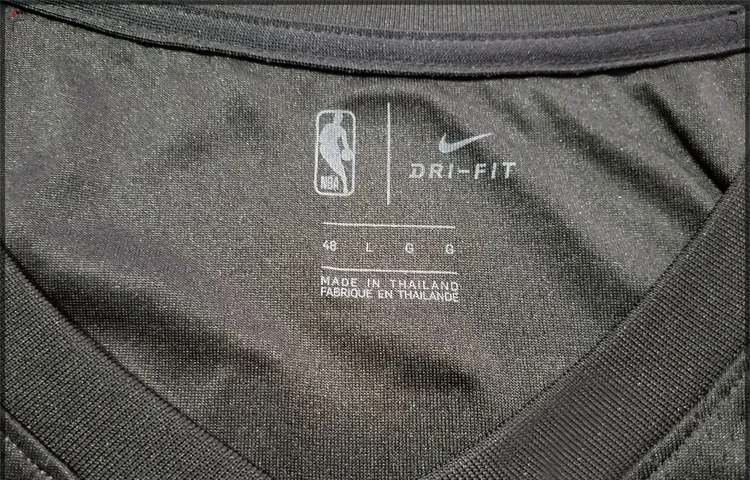 NBA
DRI-FIT
48 L G G
MADE IN THAILAND
FABRIQUE EN THAILANDE